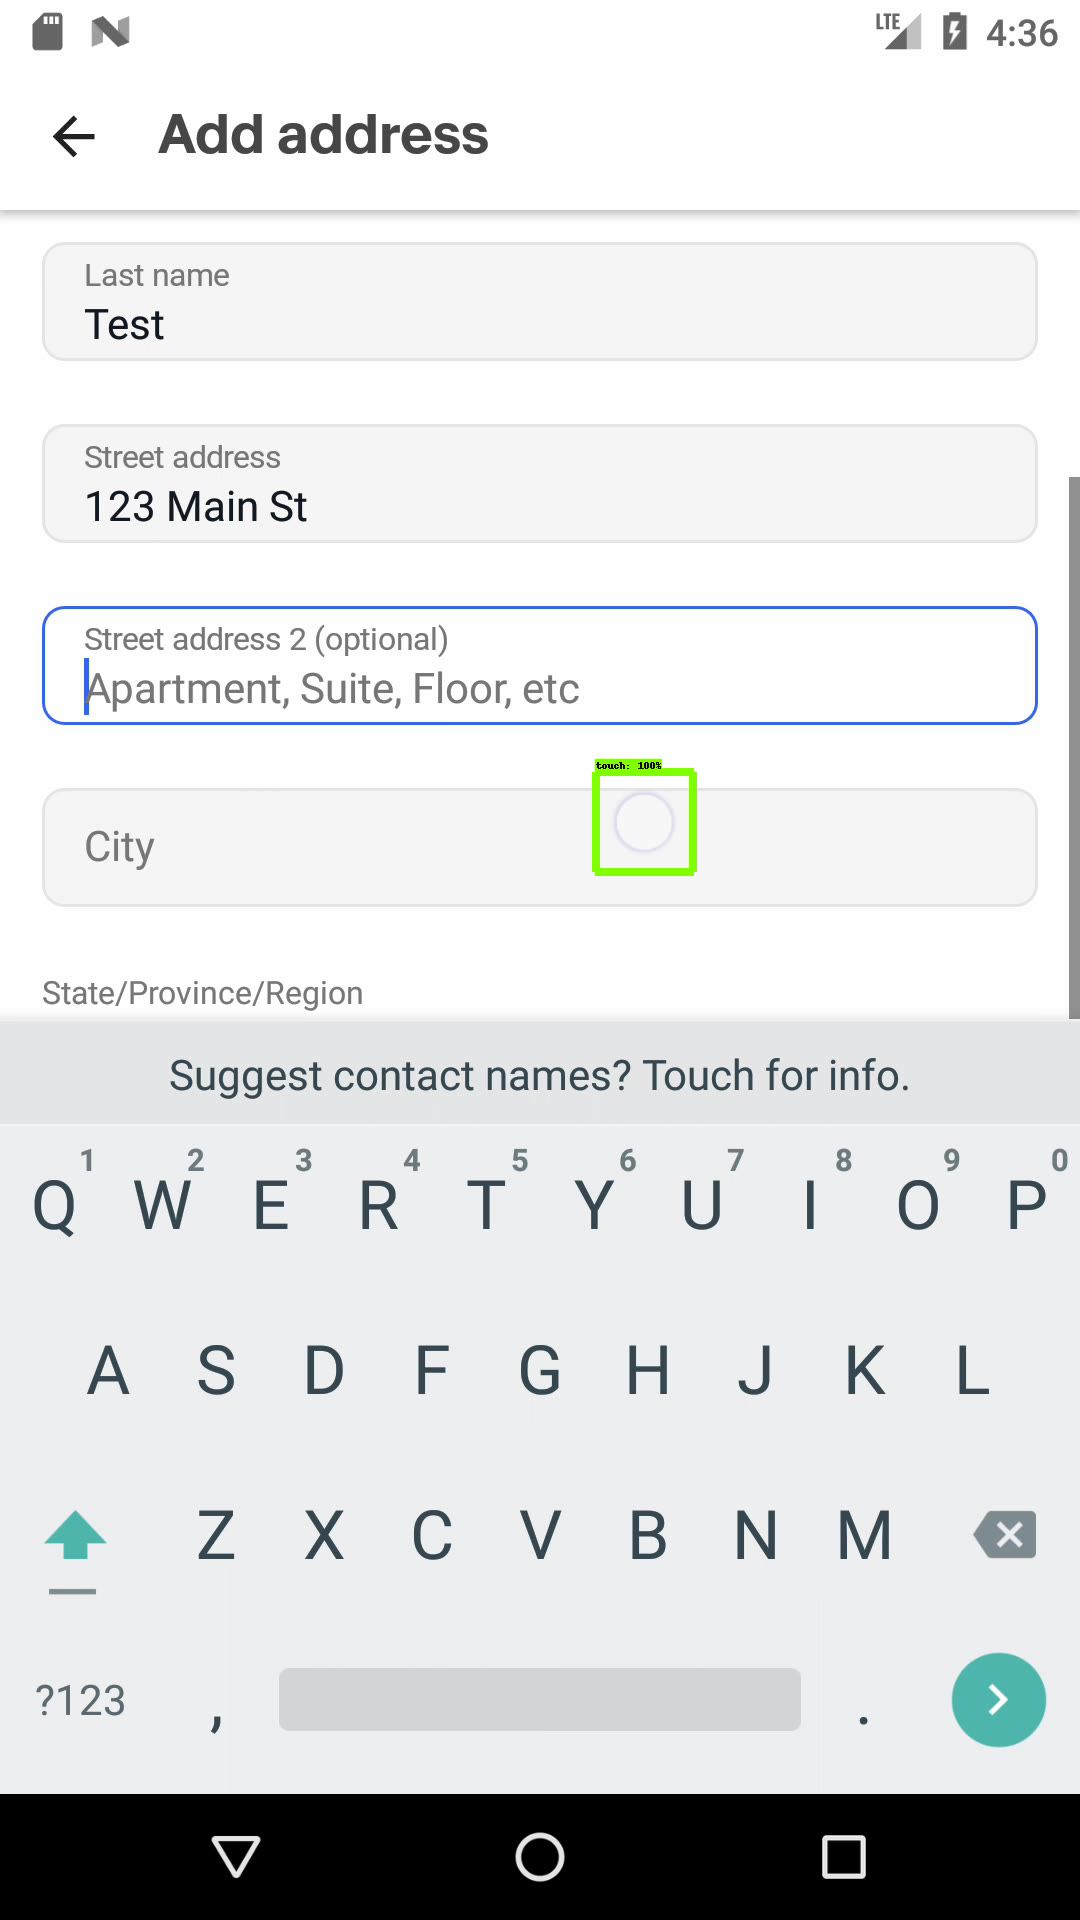 LTE 4:36
Add address
Last name
Test
Street address
123 Main St
Street address 2 (optional)
Apartment, Suite, Floor, etc
touch: 100%
City
State/Province/Region
Suggest contact names? Touch for info.
1 2 3 4 5 6 7 8 9 0
Q W E R T Y U I O P
A S D F G H J K L
Z X C V B N M
?123 , .